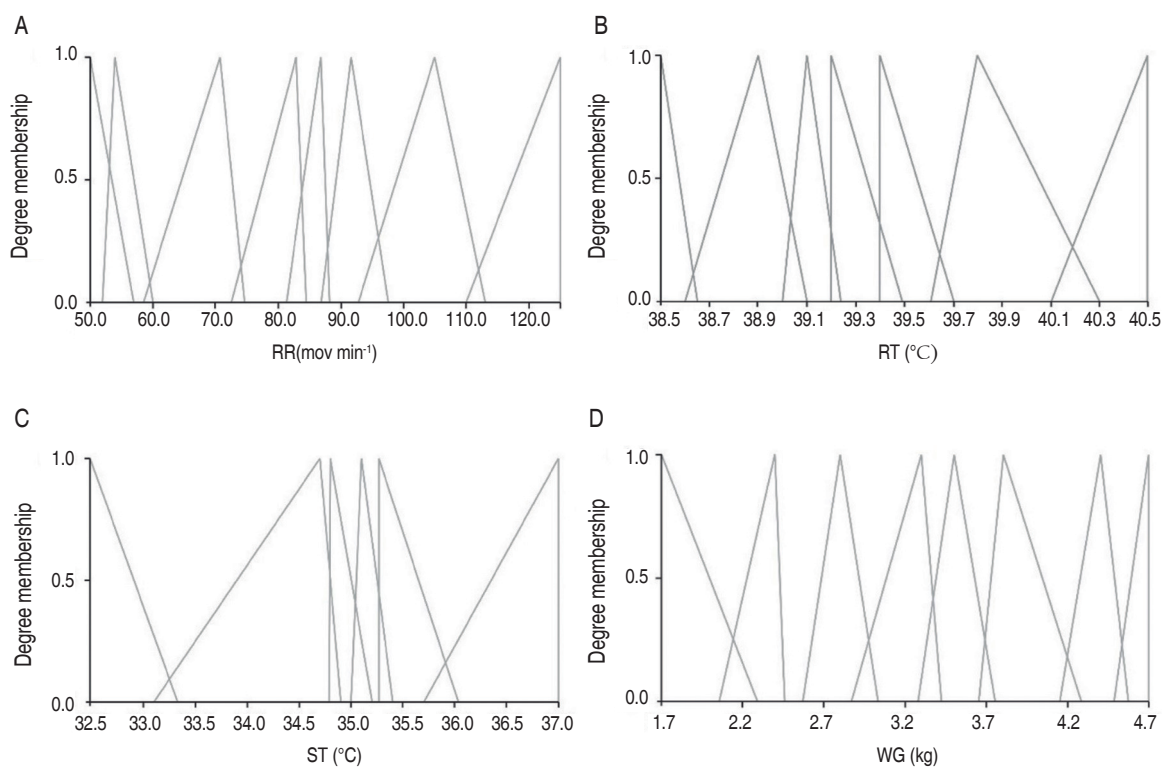 A
Degree membership
1.0
0.5
0.0
50.0 60.0 70.0 80.0 90.0 100.0 110.0 120.0
RR(mov min⁻¹)
B
Degree membership
1.0
0.5
0.0
38.5 38.7 38.9 39.1 39.3 39.5 39.7 39.9 40.1 40.3 40.5
RT (°C)
C
Degree membership
1.0
0.5
0.0
32.5 33.0 33.5 34.0 34.5 35.0 35.5 36.0 36.5 37.0
ST (°C)
D
Degree membership
1.0
0.5
0.0
1.7 2.2 2.7 3.2 3.7 4.2 4.7
WG (kg)